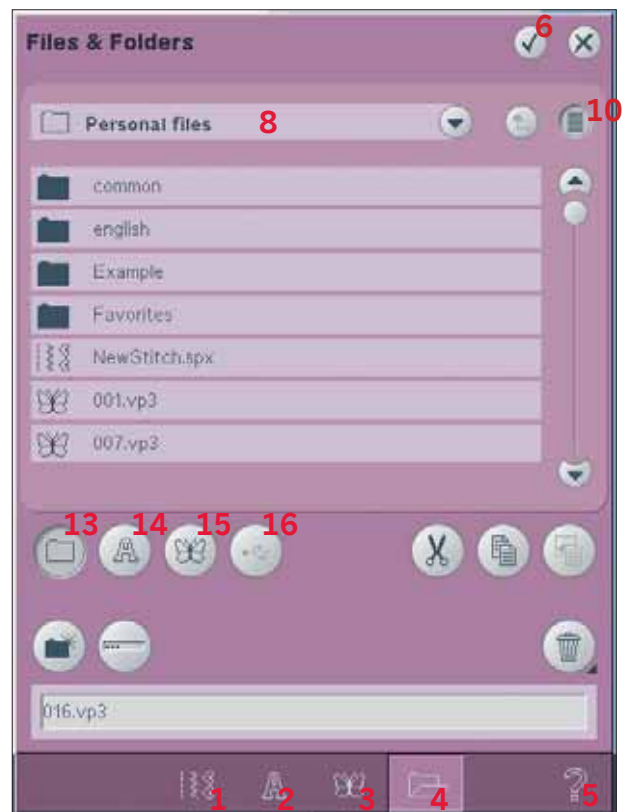 Files & Folders 6
Personal files 8 10
common
english
Example
Favorites
NewStitch.spx
001.vp3
007.vp3
13 14 15 16
016.vp3
1 2 3 4 5